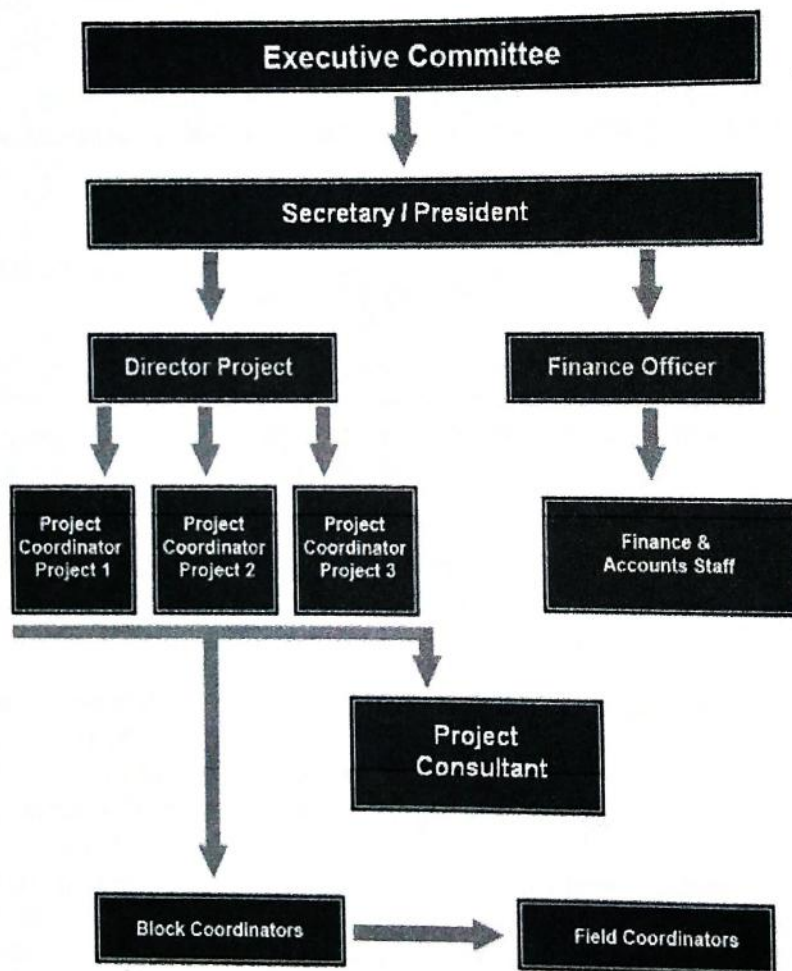 Executive Committee
Secretary / President
Director Project
Finance Officer
Project
Coordinator
Project 1
Project
Coordinator
Project 2
Project
Coordinator
Project 3
Finance &
Accounts Staff
Project
Consultant
Block Coordinators
Field Coordinators